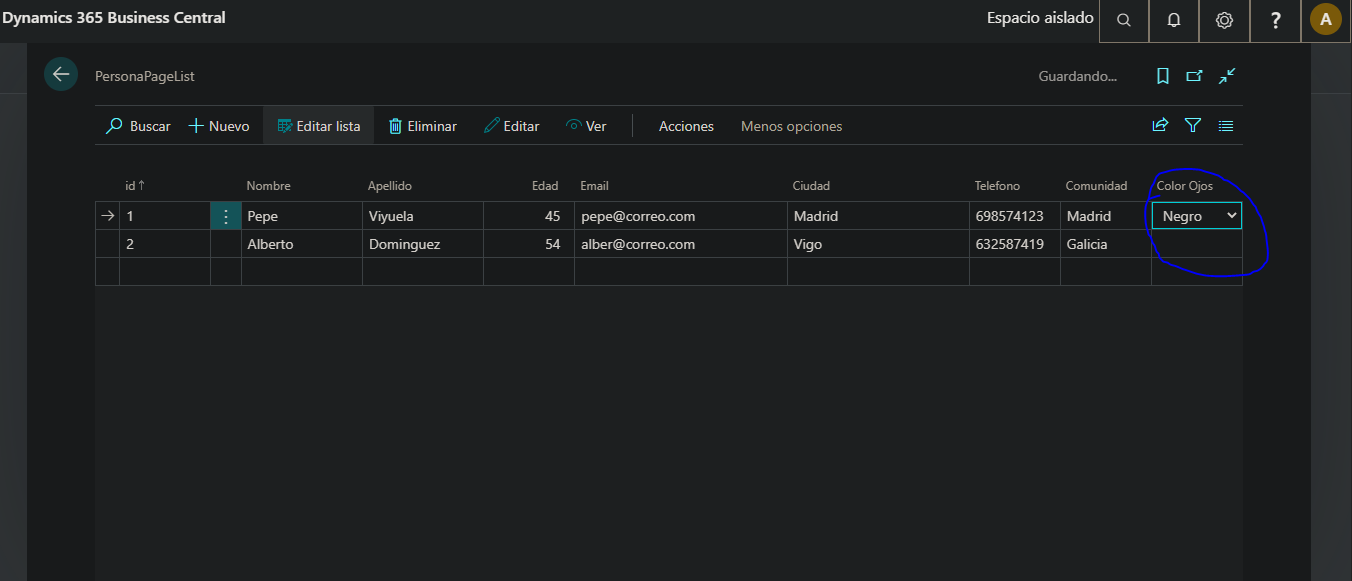 Dynamics 365 Business Central Espacio aislado ? A
PersonaPageList Guardando...
Buscar Nuevo Editar lista Eliminar Editar Ver Acciones Menos opciones
id↑ Nombre Apellido Edad Email Ciudad Telefono Comunidad Color Ojos
1 Pepe Viyuela 45 pepe@correo.com Madrid 698574123 Madrid Negro
2 Alberto Dominguez 54 alber@correo.com Vigo 632587419 Galicia